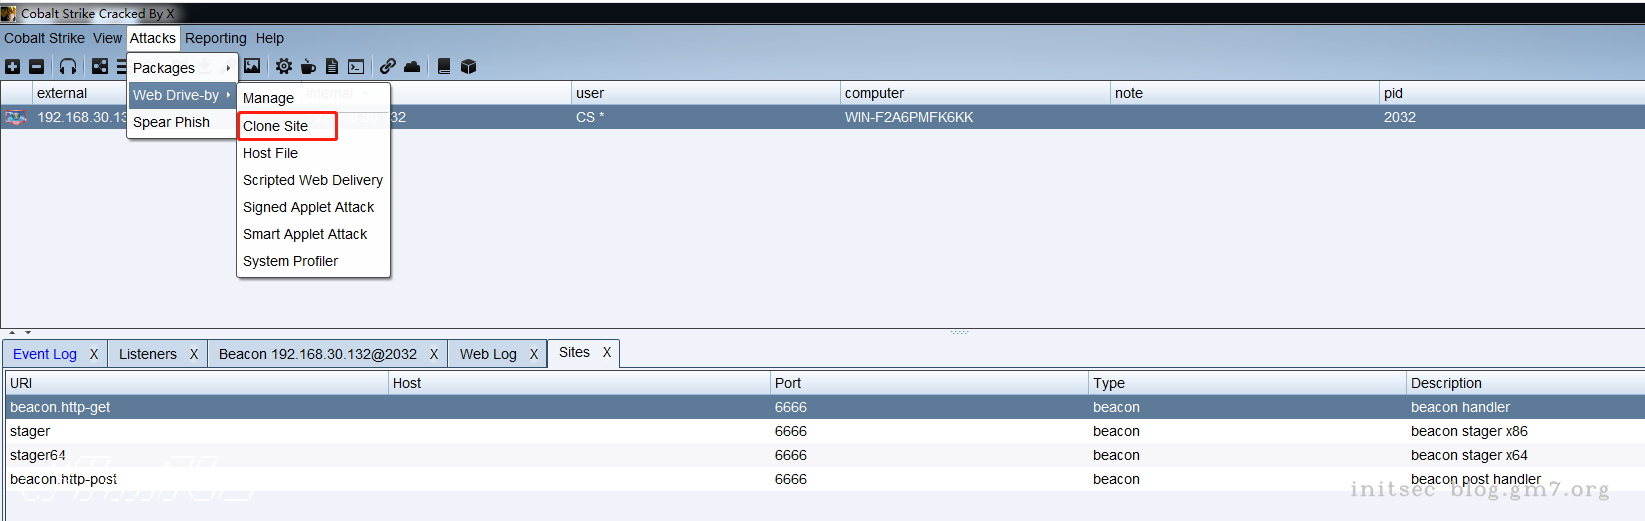 Cobalt Strike Cracked By X
Cobalt Strike View Attacks Reporting Help
Packages
Web Drive-by
Spear Phish
Manage
Clone Site
Host File
Scripted Web Delivery
Signed Applet Attack
Smart Applet Attack
System Profiler
external user computer note pid
192.168.30.13 32 CS * WIN-F2A6PMFK6KK 2032
Event Log X Listeners X Beacon 192.168.30.132@2032 X Web Log X Sites X
URI Host Port Type Description
beacon.http-get 6666 beacon beacon handler
stager 6666 beacon beacon stager x86
stager64 6666 beacon beacon stager x64
beacon.http-post 6666 beacon beacon post handler
initsec blog.gm7.org